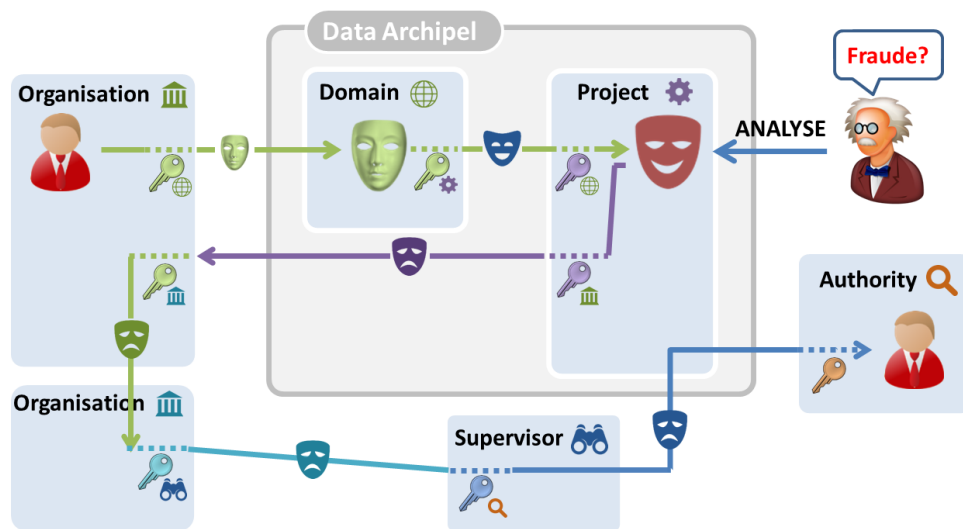 Data Archipel
Fraude?
Organisation
Domain
Project
ANALYSE
Authority
Organisation
Supervisor